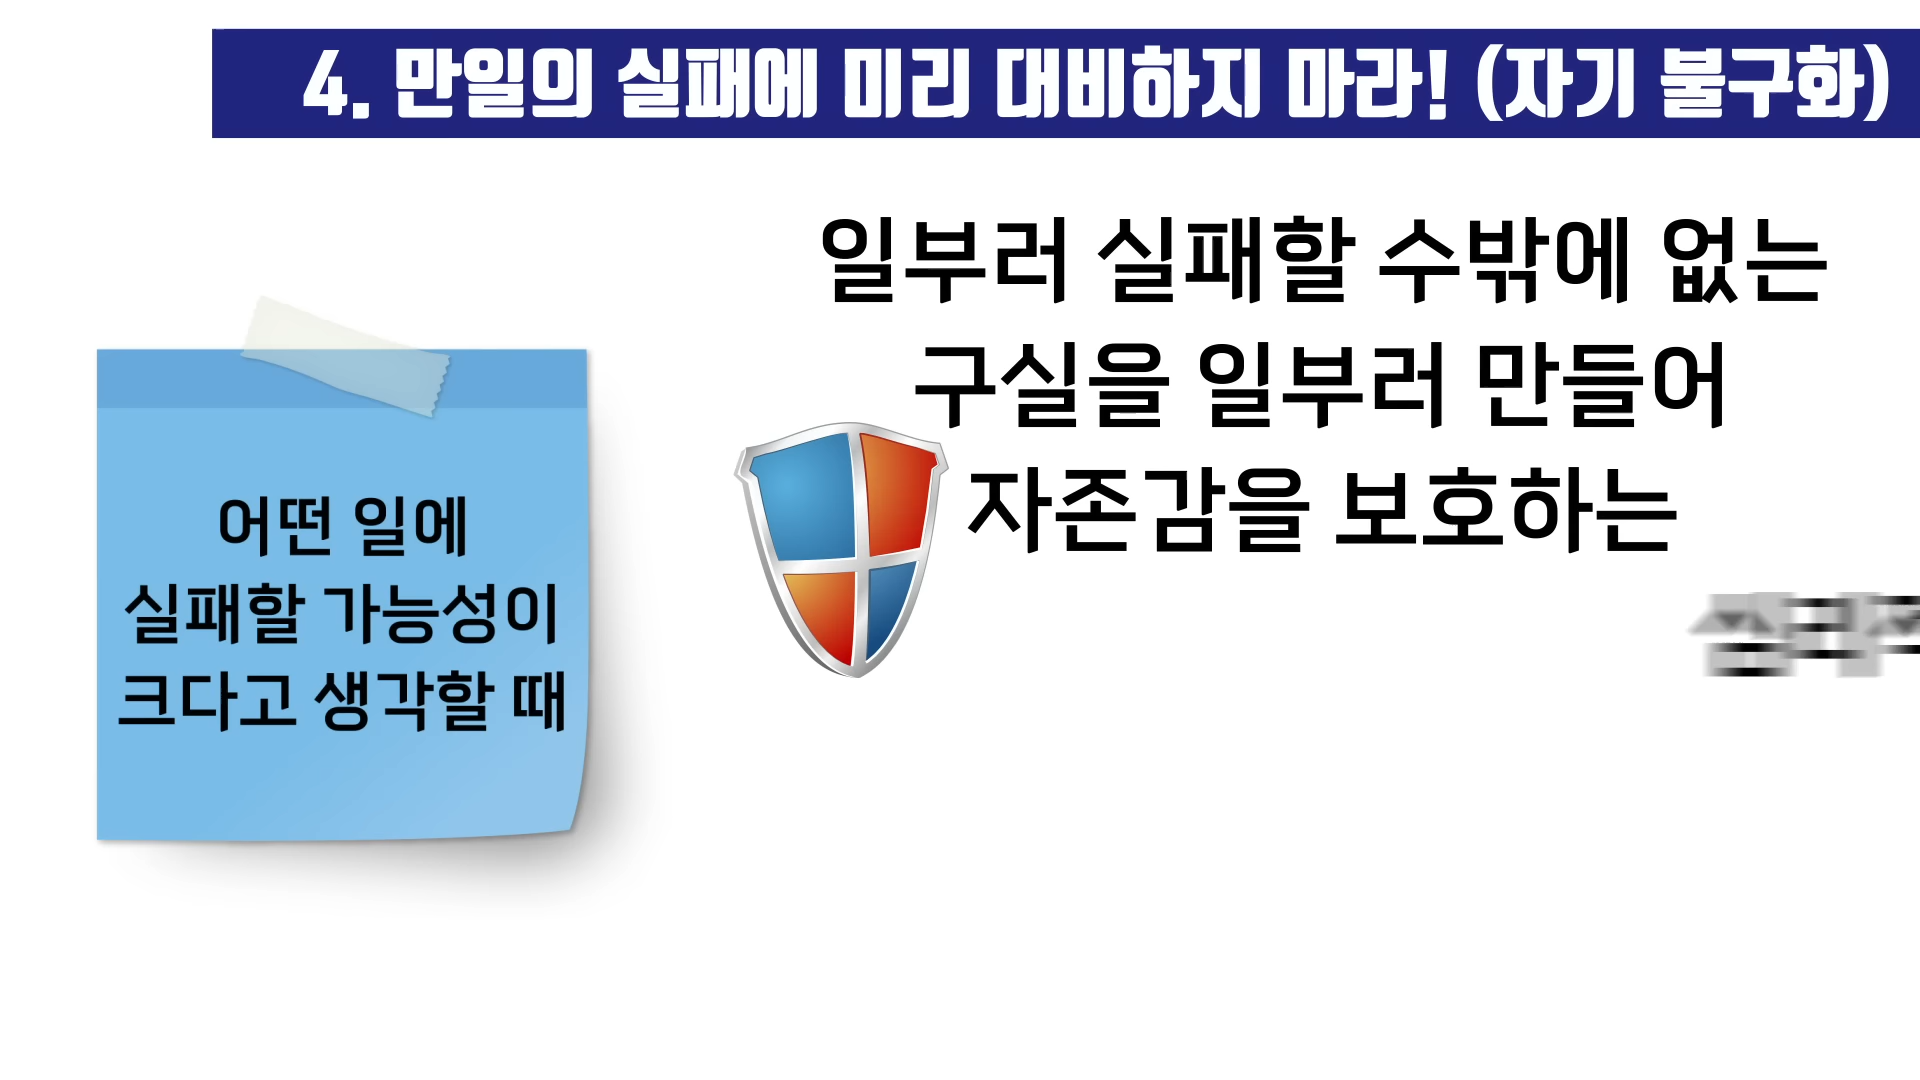 4. 만일의 실패에 미리 대비하지 마라! (자기 불구화)
어떤 일에
실패할 가능성이
크다고 생각할 때
일부러 실패할 수밖에 없는
구실을 일부러 만들어
자존감을 보호하는